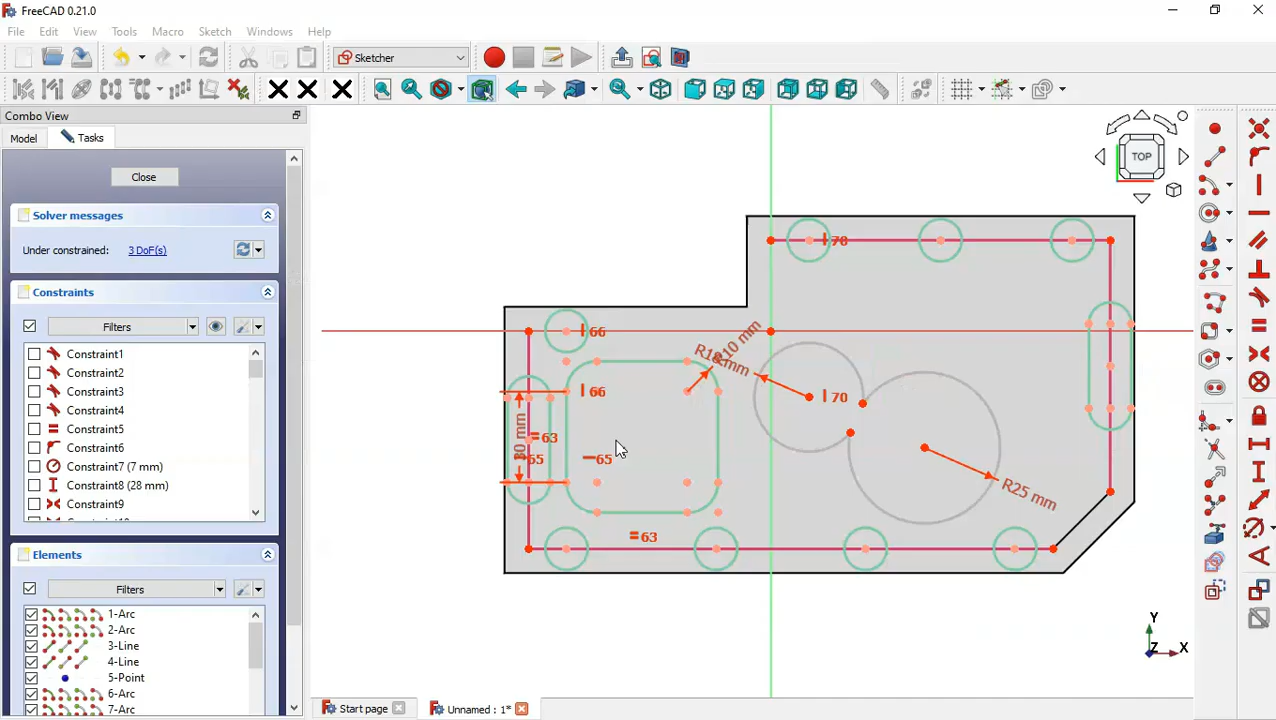 FreeCAD 0.21.0
File Edit View Tools Macro Sketch Windows Help
Sketcher
Combo View
Model Tasks
Close
Solver messages
Under constrained: 3 DoF(s)
Constraints
Filters
Constraint1
Constraint2
Constraint3
Constraint4
Constraint5
Constraint6
Constraint7 (7 mm)
Constraint8 (28 mm)
Constraint9
Elements
Filters
1-Arc
2-Arc
3-Line
4-Line
5-Point
6-Arc
7-Arc
TOP
70
66
R10 mm
R18 mm
66
70
30 mm
63
65
65
R25 mm
63
Y
Z X
Start page
Unnamed : 1*